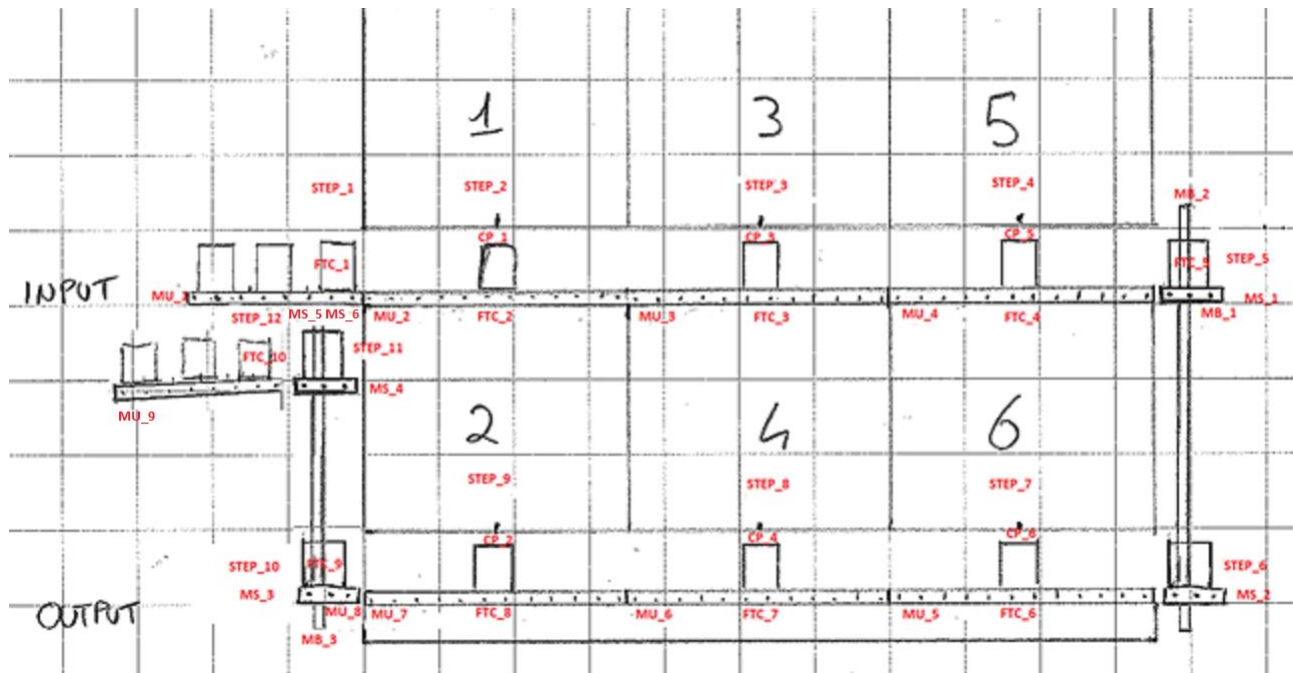 1 3 5
STEP_1 STEP_2 STEP_3 STEP_4
MB_2
CP_1 CP_3 CP_5
FTC_1 FTC_5 STEP_5
INPUT
MS_1
STEP_12 MS_5 MS_6 MU_2 FTC_2 MU_3 FTC_3 MU_4 FTC_4 MB_1
FTC_10 STEP_11
MS_4
MU_9
2 4 6
STEP_9 STEP_8 STEP_7
CP_2 CP_4 CP_6
STEP_10 FTC_9 STEP_6
MS_3 MS_2
OUTPUT MU_8 MU_7 FTC_8 MU_6 FTC_7 MU_5 FTC_6
MB_3